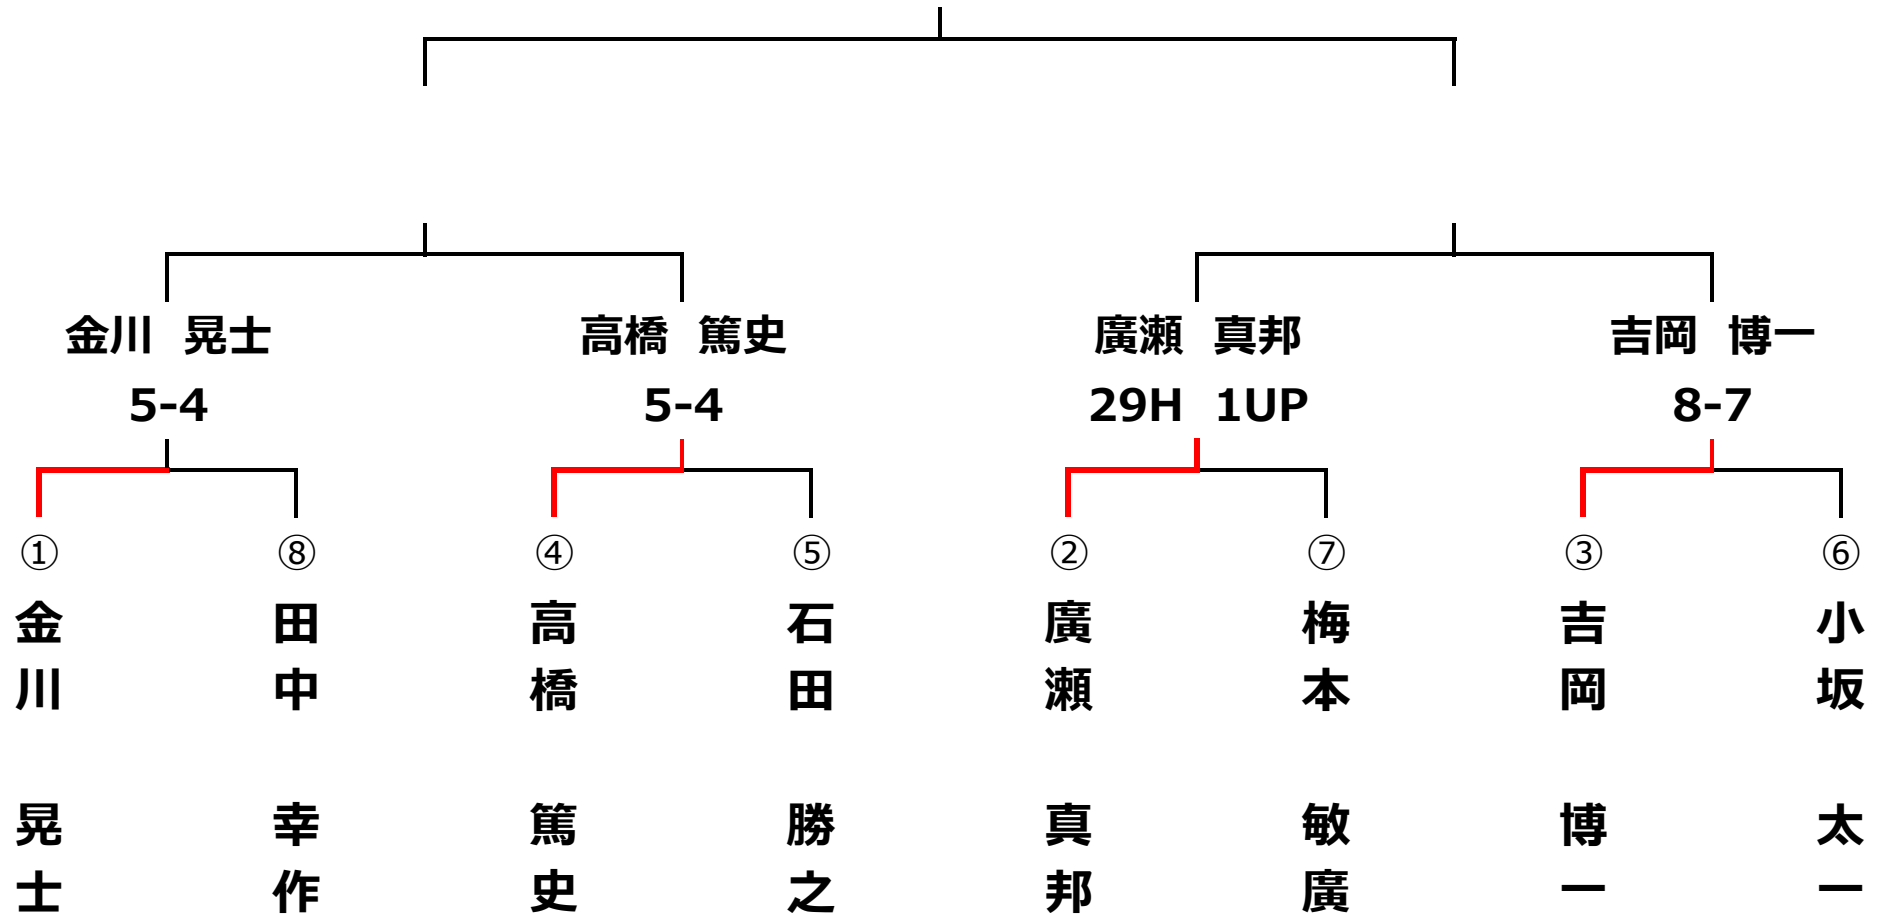 金川 晃士
高橋 篤史
廣瀬 真邦
吉岡 博一
5-4
5-4
29H 1UP
8-7
①
⑧
④
⑤
②
⑦
③
⑥
金川 晃士
田中 幸作
高橋 篤史
石田 勝之
廣瀬 真邦
梅本 敏廣
吉岡 博一
小坂 太一